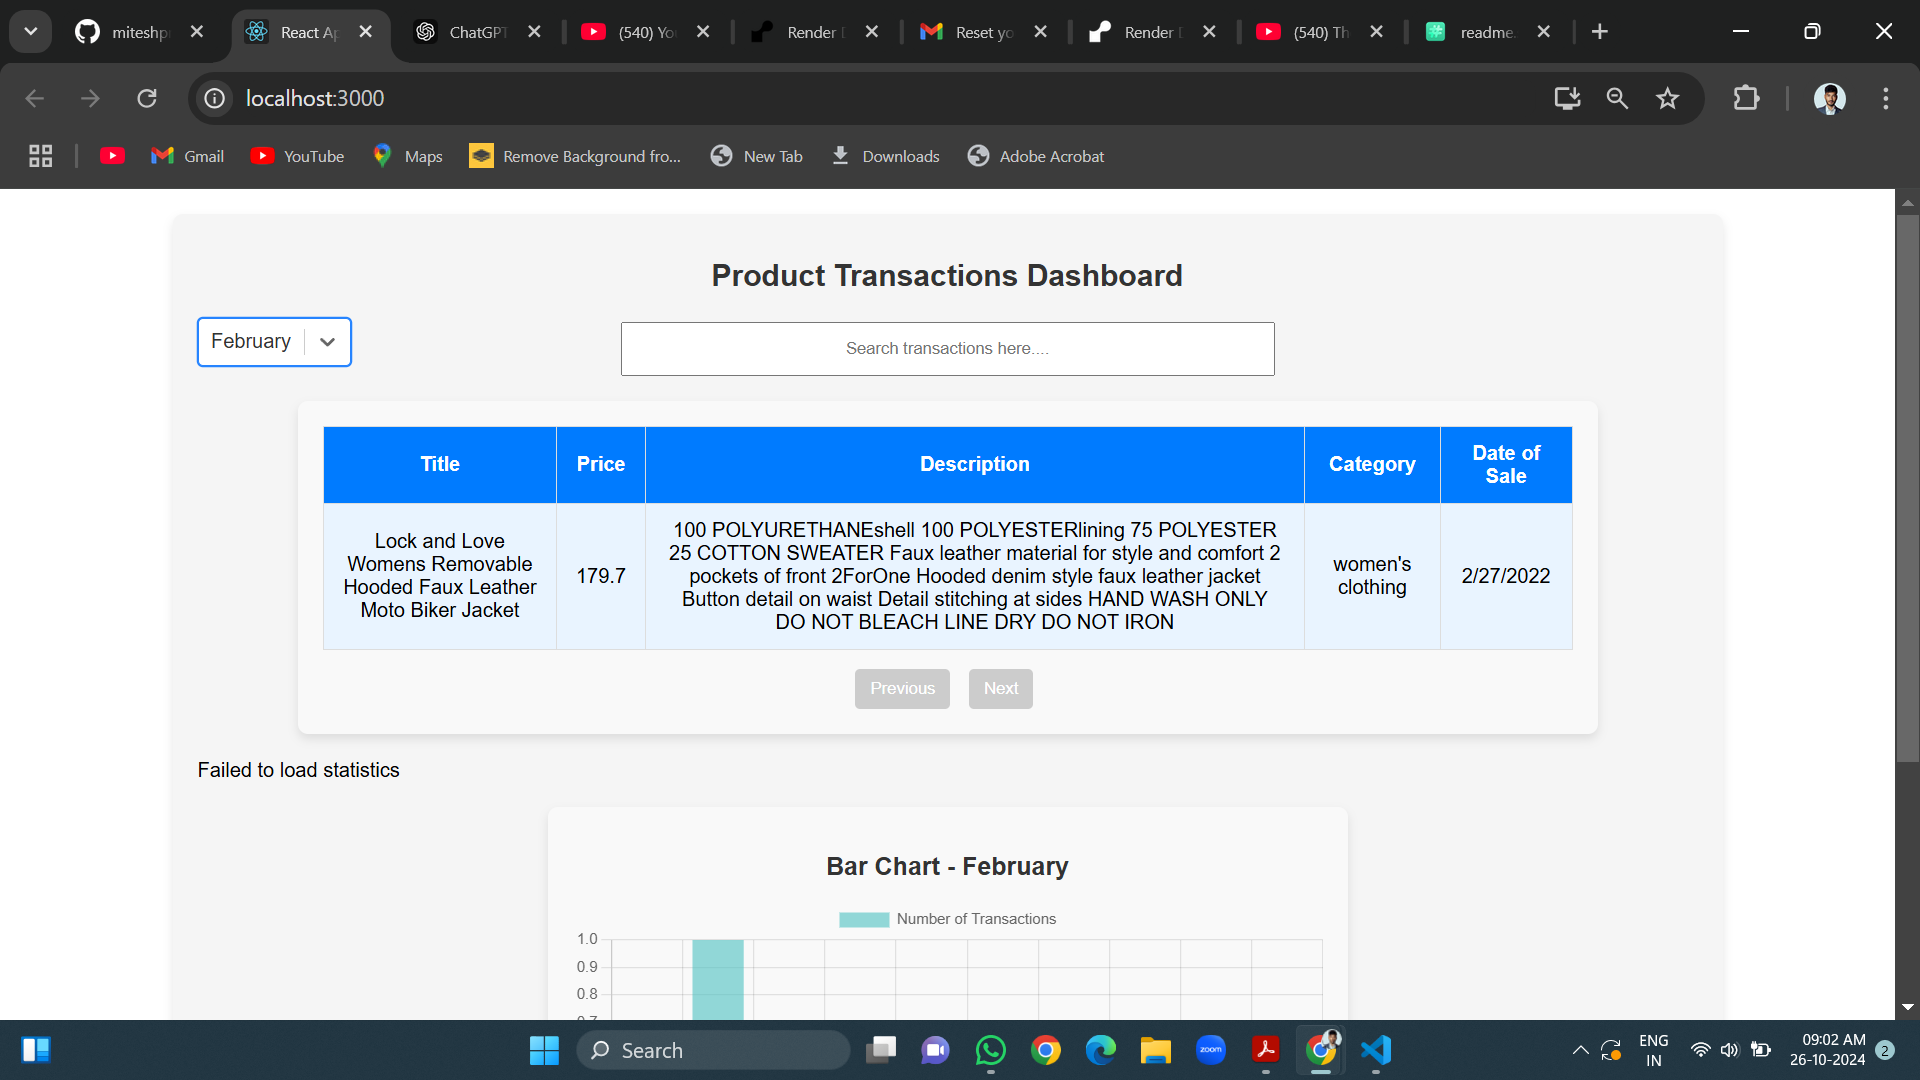 miteshp
React Ap
ChatGPT
(540) Yo
Render
Reset yo
Render
(540) Th
readme.
localhost:3000
Gmail
YouTube
Maps
Remove Background fro...
New Tab
Downloads
Adobe Acrobat
Product Transactions Dashboard
February
Search transactions here....
Title
Price
Description
Category
Date of
Sale
Lock and Love
Womens Removable
Hooded Faux Leather
Moto Biker Jacket
179.7
100 POLYURETHANEshell 100 POLYESTERlining 75 POLYESTER
25 COTTON SWEATER Faux leather material for style and comfort 2
pockets of front 2ForOne Hooded denim style faux leather jacket
Button detail on waist Detail stitching at sides HAND WASH ONLY
DO NOT BLEACH LINE DRY DO NOT IRON
women's
clothing
2/27/2022
Previous
Next
Failed to load statistics
Bar Chart - February
Number of Transactions
1.0
0.9
0.8
Search
zoom
ENG
IN
09:02 AM
26-10-2024
2